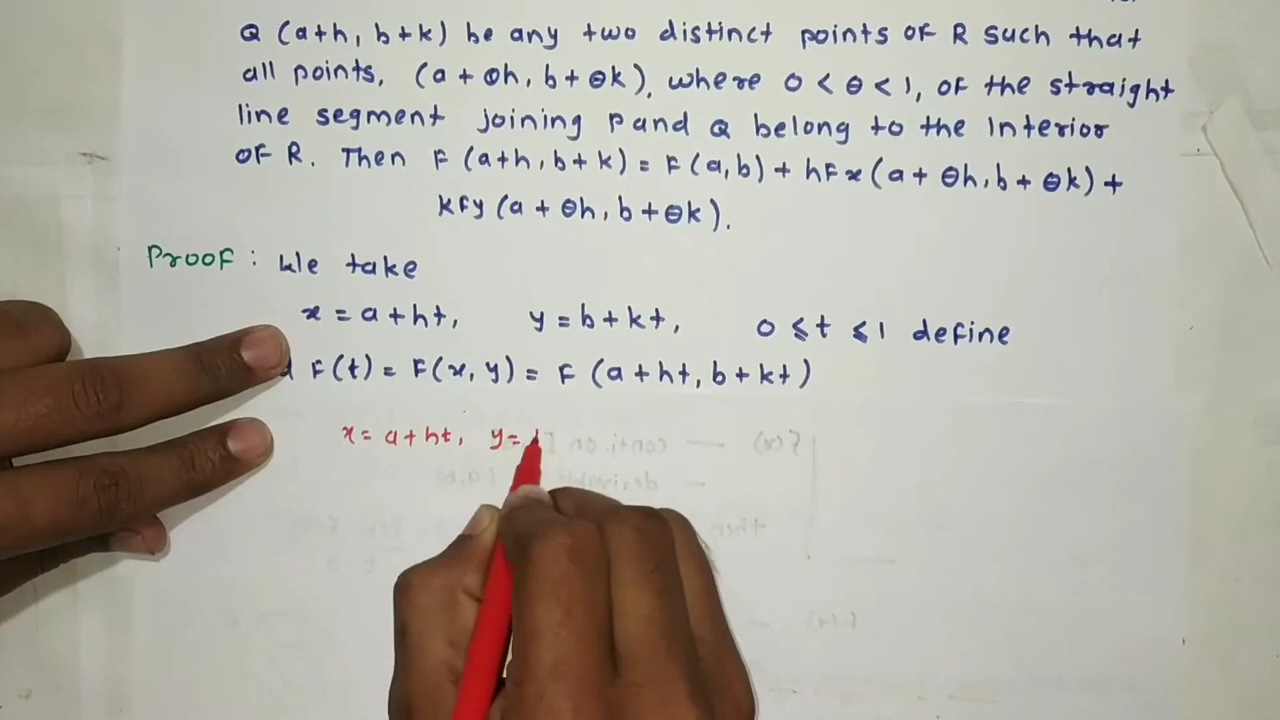 Q (a+h, b+k) be any two distinct points of R such that
all points, (a + θh, b + θk), where 0 < θ < 1, of the straight
line segment joining P and Q belong to the interior
of R. Then F (a+h, b+k) = F(a,b) + hFx (a + θh, b + θk) +
kFy (a + θh, b + θk).
Proof : We take
x = a + ht, y = b + kt, 0 ⩽ t ⩽ 1 define
F(t) = F(x, y) = F (a + ht, b + kt)
x = a + ht, y =